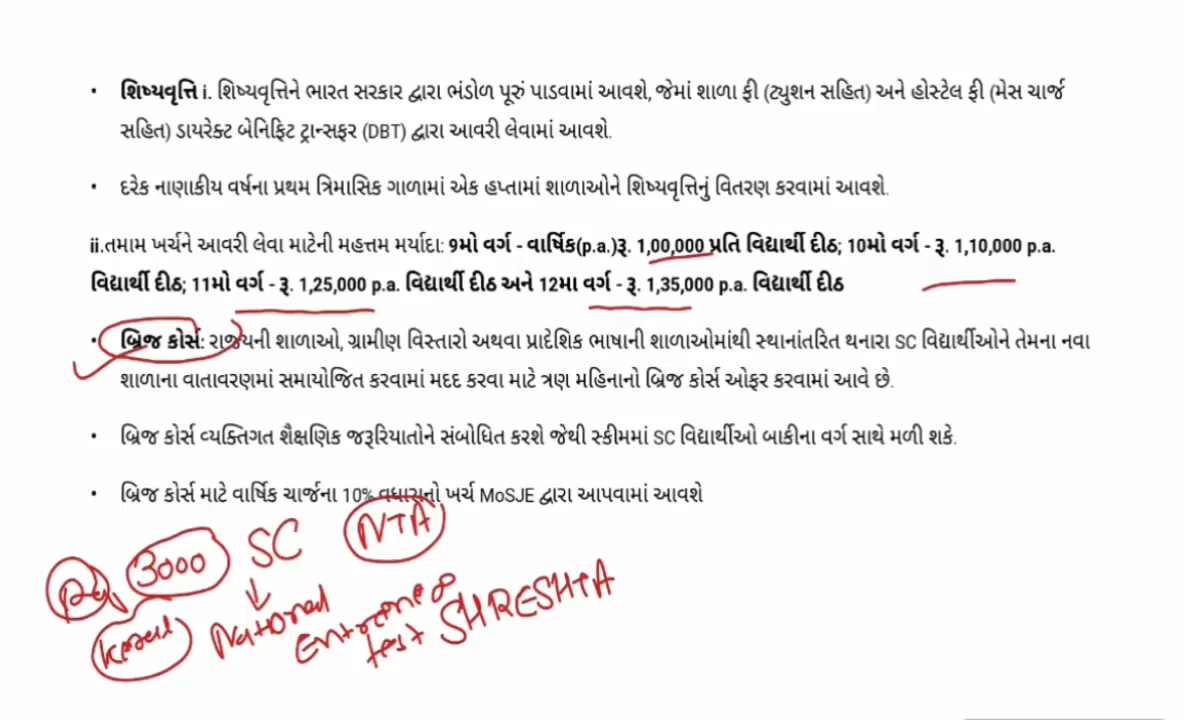 • શિષ્યવૃત્તિ i. શિષ્યવૃત્તિને ભારત સરકાર દ્વારા ભંડોળ પૂરું પાડવામાં આવશે, જેમાં શાળા ફી (ટ્યુશન સહિત) અને હોસ્ટેલ ફી (મેસ ચાર્જ
સહિત) ડાયરેક્ટ બેનિફિટ ટ્રાન્સફર (DBT) દ્વારા આવરી લેવામાં આવશે.
• દરેક નાણાકીય વર્ષના પ્રથમ ત્રિમાસિક ગાળામાં એક હપ્તામાં શાળાઓને શિષ્યવૃત્તિનું વિતરણ કરવામાં આવશે.
ii.તમામ ખર્ચને આવરી લેવા માટેની મહત્તમ મર્યાદા: 9મો વર્ગ - વાર્ષિક(p.a.)રૂ. 1,00,000 પ્રતિ વિદ્યાર્થી દીઠ; 10મો વર્ગ - રૂ. 1,10,000 p.a.
વિદ્યાર્થી દીઠ; 11મો વર્ગ - રૂ. 1,25,000 p.a. વિદ્યાર્થી દીઠ અને 12મા વર્ગ - રૂ. 1,35,000 p.a. વિદ્યાર્થી દીઠ
• બ્રિજ કોર્સ: રાજ્યની શાળાઓ, ગ્રામીણ વિસ્તારો અથવા પ્રાદેશિક ભાષાની શાળાઓમાંથી સ્થાનાંતરિત થનારા SC વિદ્યાર્થીઓને તેમના નવા
શાળાના વાતાવરણમાં સમાયોજિત કરવામાં મદદ કરવા માટે ત્રણ મહિનાનો બ્રિજ કોર્સ ઓફર કરવામાં આવે છે.
• બ્રિજ કોર્સ વ્યક્તિગત શૈક્ષણિક જરૂરિયાતોને સંબોધિત કરશે જેથી સ્કીમમાં SC વિદ્યાર્થીઓ બાકીના વર્ગ સાથે મળી શકે.
• બ્રિજ કોર્સ માટે વાર્ષિક ચાર્જના 10% વધારાનો ખર્ચ MoSJE દ્વારા આપવામાં આવશે
3000 SC NTA
National
test SHRESHTA